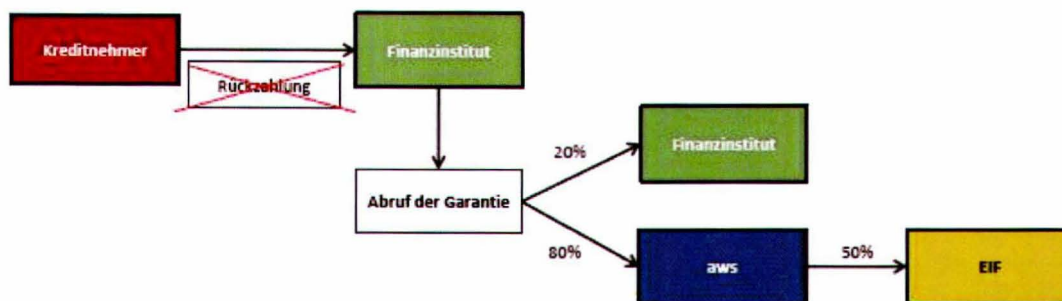 Kreditnehmer
Finanzinstitut
Rückzahlung
20%
Finanzinstitut
Abruf der Garantie
80%
aws
50%
EIF